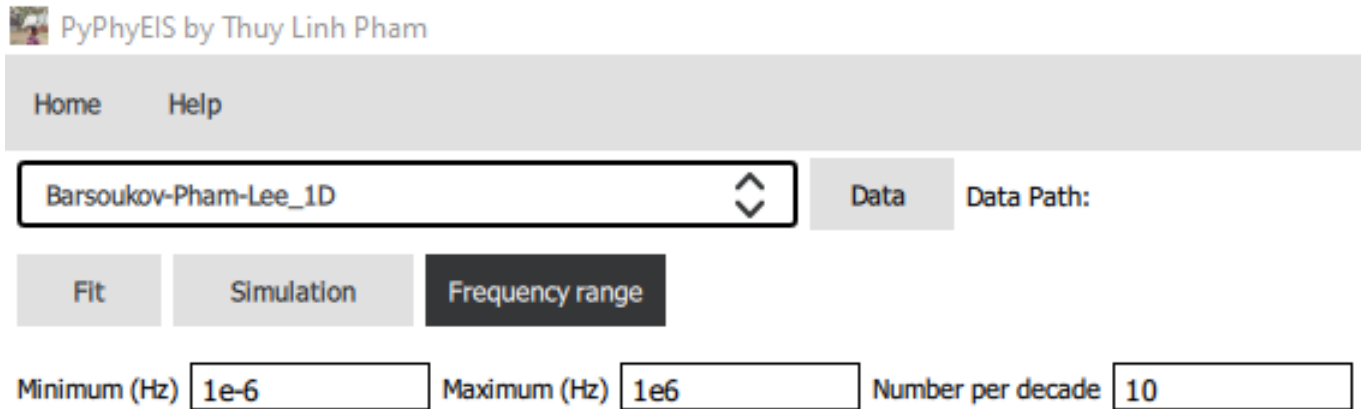 PyPhyEIS by Thuy Linh Pham
Home Help
Barsoukov-Pham-Lee_1D Data Data Path:
Fit Simulation Frequency range
Minimum (Hz) 1e-6 Maximum (Hz) 1e6 Number per decade 10